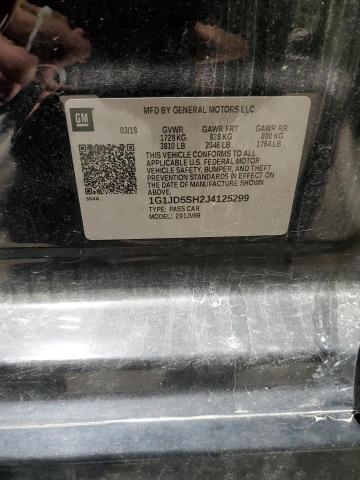 GM
MFD BY GENERAL MOTORS LLC
03/18 GVWR GAWR FRT GAWR RR
1728 KG 928 KG 800 KG
3810 LB 2046 LB 1764 LB
THIS VEHICLE CONFORMS TO ALL
APPLICABLE U.S. FEDERAL MOTOR
VEHICLE SAFETY, BUMPER, AND THEFT
PREVENTION STANDARDS IN EFFECT ON
THE DATE OF MANUFACTURE SHOWN
ABOVE.
384A 1G1JD5SH2J4125299
TYPE: PASS CAR
MODEL: 291JV69